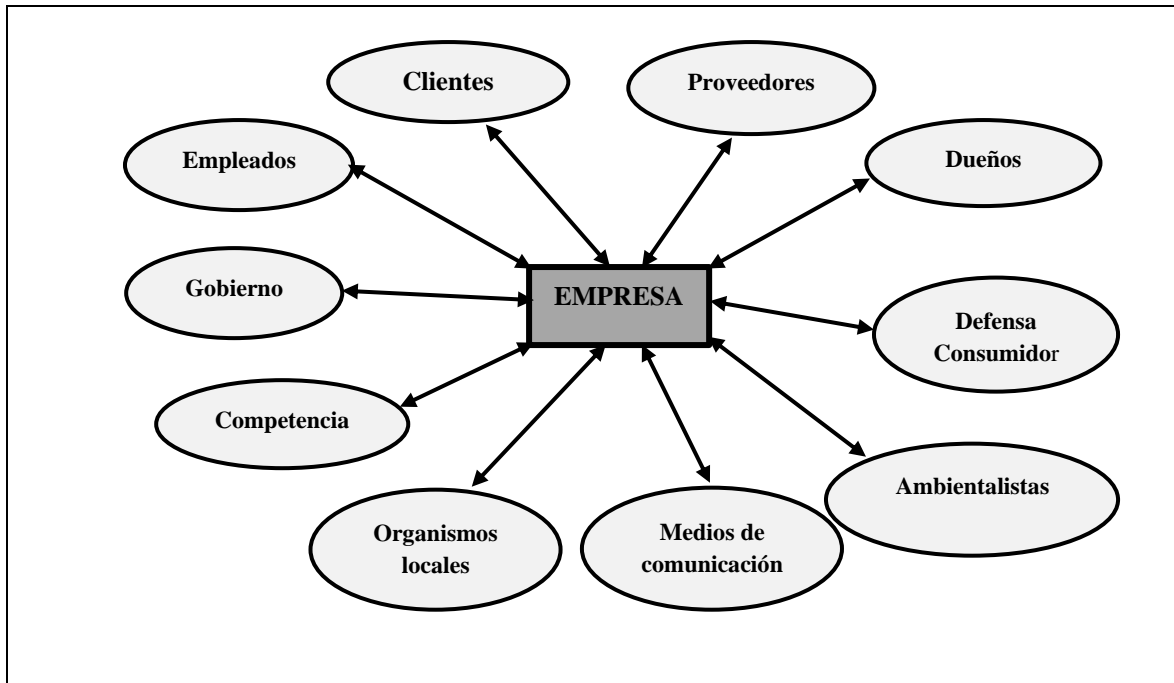 Clientes
Proveedores
Empleados
Dueños
Gobierno
EMPRESA
Defensa
Consumidor
Competencia
Ambientalistas
Organismos
locales
Medios de
comunicación